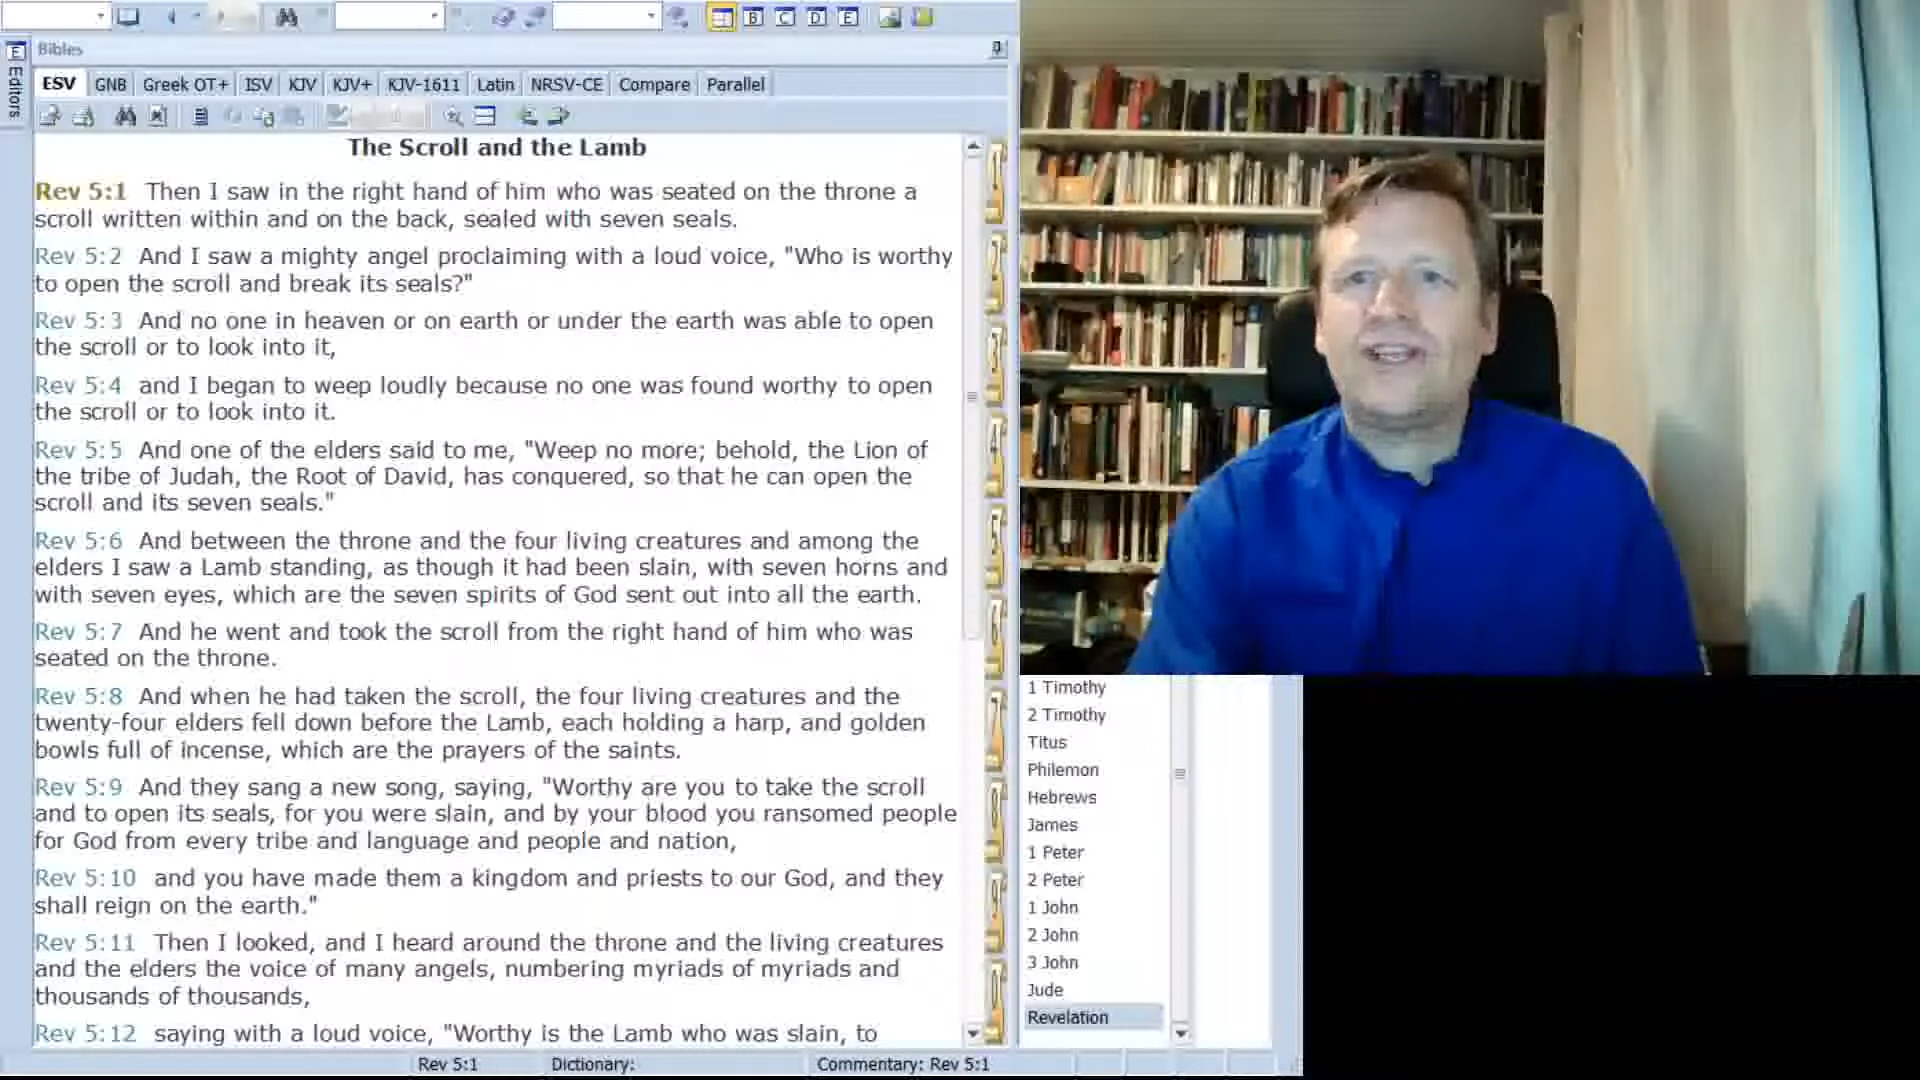 B C D E
E Editors
Bibles
ESV GNB Greek OT+ ISV KJV KJV+ KJV-1611 Latin NRSV-CE Compare Parallel
The Scroll and the Lamb
Rev 5:1 Then I saw in the right hand of him who was seated on the throne a
scroll written within and on the back, sealed with seven seals.
Rev 5:2 And I saw a mighty angel proclaiming with a loud voice, "Who is worthy
to open the scroll and break its seals?"
Rev 5:3 And no one in heaven or on earth or under the earth was able to open
the scroll or to look into it,
Rev 5:4 and I began to weep loudly because no one was found worthy to open
the scroll or to look into it.
Rev 5:5 And one of the elders said to me, "Weep no more; behold, the Lion of
the tribe of Judah, the Root of David, has conquered, so that he can open the
scroll and its seven seals."
Rev 5:6 And between the throne and the four living creatures and among the
elders I saw a Lamb standing, as though it had been slain, with seven horns and
with seven eyes, which are the seven spirits of God sent out into all the earth.
Rev 5:7 And he went and took the scroll from the right hand of him who was
seated on the throne.
Rev 5:8 And when he had taken the scroll, the four living creatures and the
twenty-four elders fell down before the Lamb, each holding a harp, and golden
bowls full of incense, which are the prayers of the saints.
Rev 5:9 And they sang a new song, saying, "Worthy are you to take the scroll
and to open its seals, for you were slain, and by your blood you ransomed people
for God from every tribe and language and people and nation,
Rev 5:10 and you have made them a kingdom and priests to our God, and they
shall reign on the earth."
Rev 5:11 Then I looked, and I heard around the throne and the living creatures
and the elders the voice of many angels, numbering myriads of myriads and
thousands of thousands,
Rev 5:12 saying with a loud voice, "Worthy is the Lamb who was slain, to
1 Timothy
2 Timothy
Titus
Philemon
Hebrews
James
1 Peter
2 Peter
1 John
2 John
3 John
Jude
Revelation
Rev 5:1 Dictionary: Commentary: Rev 5:1